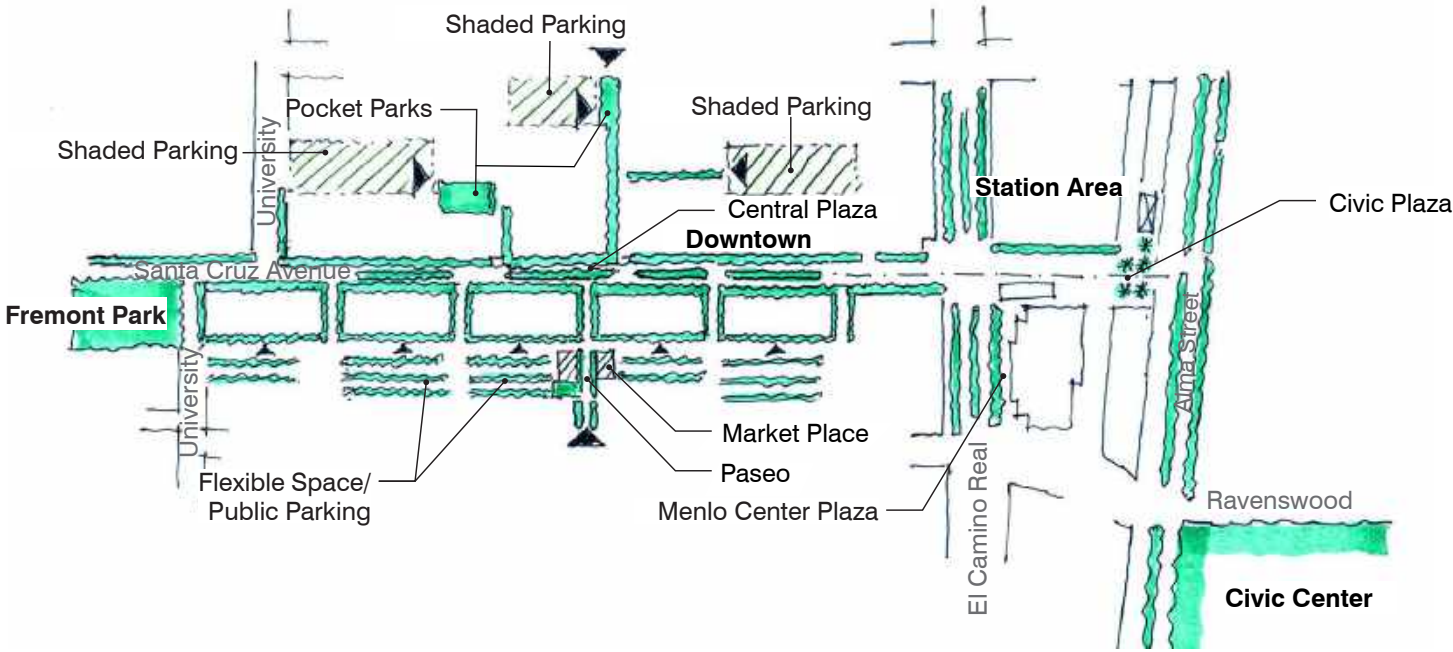 Shaded Parking
Pocket Parks
Shaded Parking
Shaded Parking
University
Station Area
Central Plaza
Civic Plaza
Downtown
Santa Cruz Avenue
Fremont Park
University
Alma Street
Market Place
Paseo
Flexible Space/
Public Parking
Menlo Center Plaza
El Camino Real
Ravenswood
Civic Center